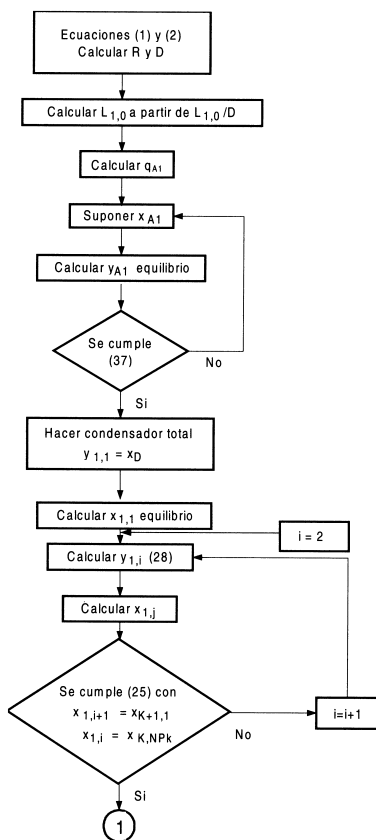 Ecuaciones (1) y (2)
Calcular R y D
Calcular L1,0 a partir de L1,0/D
Calcular qA1
Suponer xA1
Calcular yA1 equilibrio
Se cumple
(37)
No
Si
Hacer condensador total
y1,1 = xD
Calcular x1,1 equilibrio
i = 2
Calcular y1,i (28)
Calcular x1,j
Se cumple (25) con
x1,i+1 = xK+1,1
x1,i = xK,NPk
No
i=i+1
Si
1